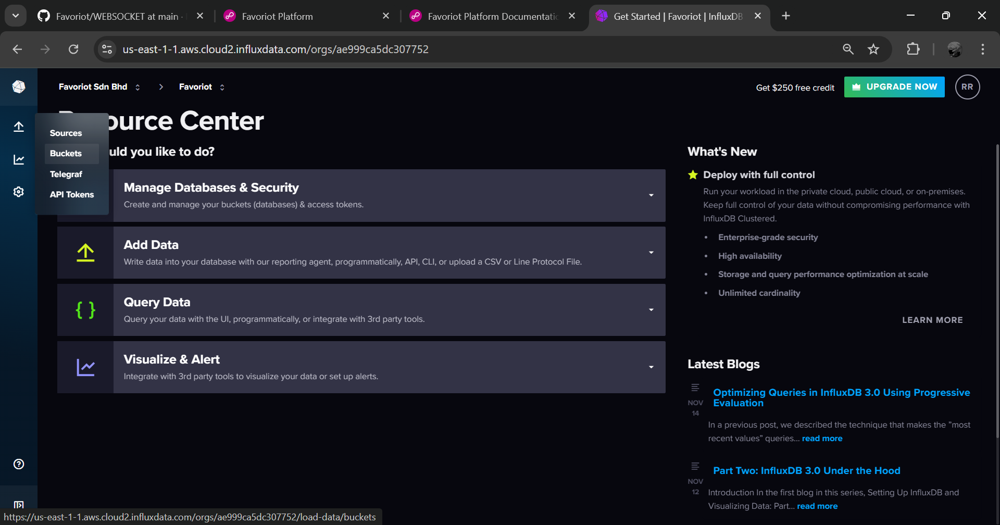 Favoriot/WEBSOCKET at main ·
Favoriot Platform
Favoriot Platform Documentatic
Get Started | Favoriot | InfluxDB
us-east-1-1.aws.cloud2.influxdata.com/orgs/ae999ca5dc307752
Favoriot Sdn Bhd
Favoriot
Get $250 free credit
UPGRADE NOW
RR
ource Center
Sources
Buckets
Telegraf
API Tokens
uld you like to do?
Manage Databases & Security
Create and manage your buckets (databases) & access tokens.
Add Data
Write data into your database with our reporting agent, programmatically, API, CLI, or upload a CSV or Line Protocol File.
{ }
Query Data
Query your data with the UI, programmatically, or integrate with 3rd party tools.
Visualize & Alert
Integrate with 3rd party tools to visualize your data or set up alerts.
What's New
Deploy with full control
Run your workload in the private cloud, public cloud, or on-premises.
Keep full control of your data without compromising performance with
InfluxDB Clustered.
• Enterprise-grade security
• High availability
• Storage and query performance optimization at scale
• Unlimited cardinality
LEARN MORE
Latest Blogs
NOV
14
Optimizing Queries in InfluxDB 3.0 Using Progressive
Evaluation
In a previous post, we described the technique that makes the ”most
recent values” queries... read more
NOV
12
Part Two: InfluxDB 3.0 Under the Hood
Introduction In the first blog in this series, Setting Up InfluxDB and
Visualizing Data: Part... read more
https://us-east-1-1.aws.cloud2.influxdata.com/orgs/ae999ca5dc307752/load-data/buckets